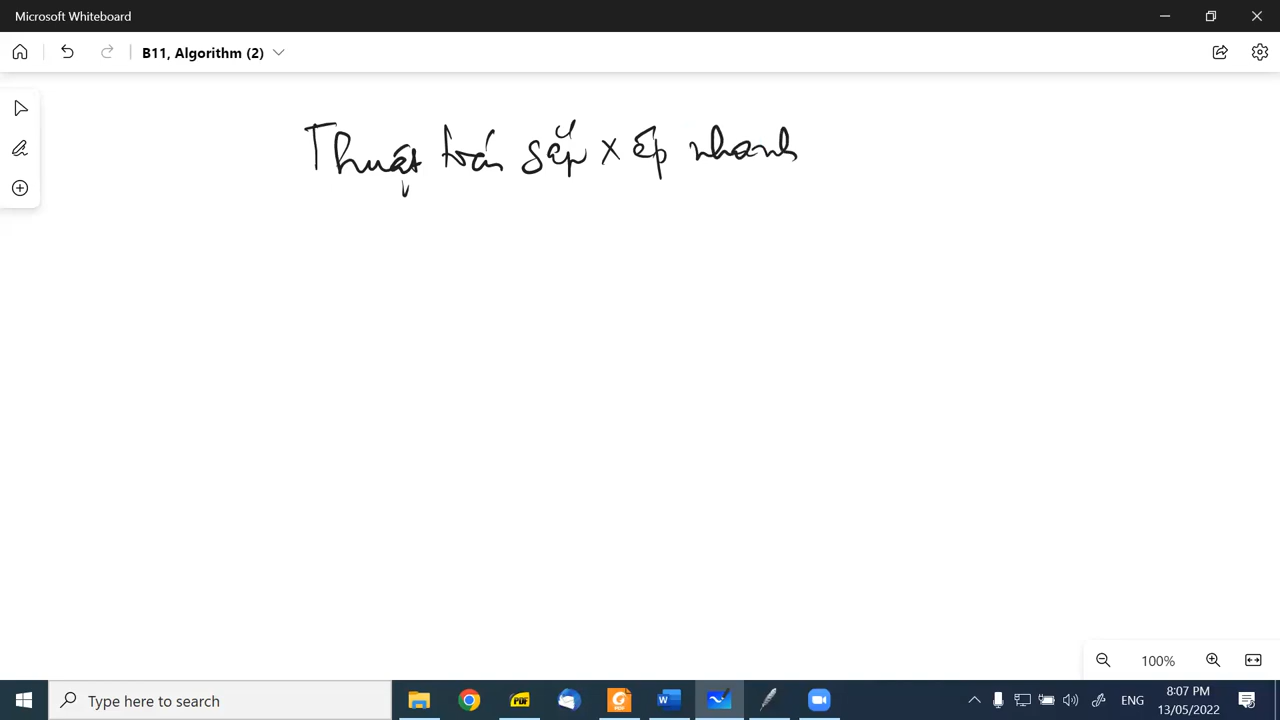 Microsoft Whiteboard
B11, Algorithm (2)
Thuật toán sắp xếp nhanh
100%
Type here to search
PDF
W
ENG
8:07 PM
13/05/2022